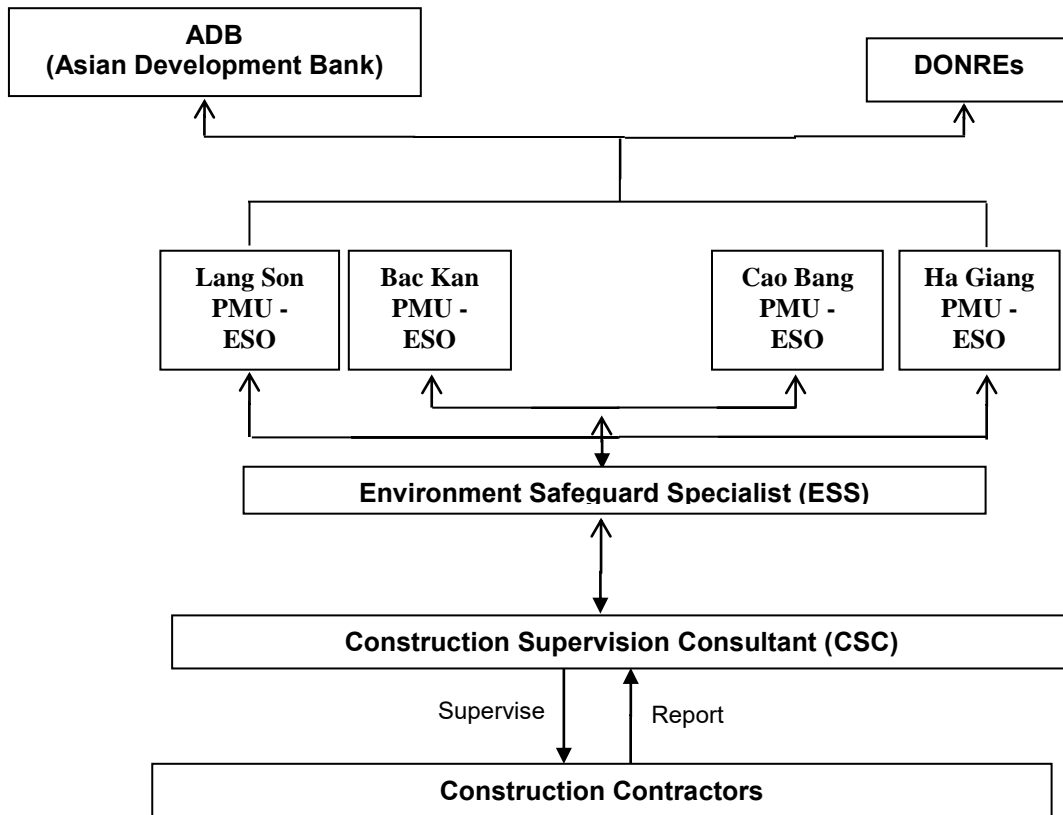 ADB
(Asian Development Bank)
DONREs
Lang Son
PMU -
ESO
Bac Kan
PMU -
ESO
Cao Bang
PMU -
ESO
Ha Giang
PMU -
ESO
Environment Safeguard Specialist (ESS)
Construction Supervision Consultant (CSC)
Supervise
Report
Construction Contractors